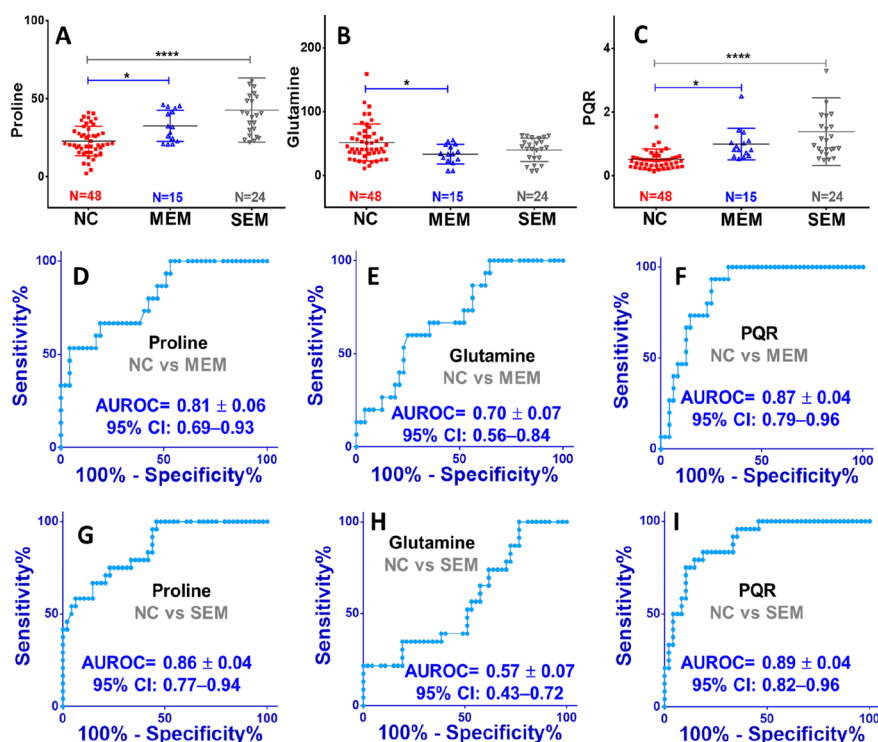 A
Proline
100
50
0
****
*
N=48
N=15
N=24
NC
MEM
SEM
B
Glutamine
200
100
0
*
N=48
N=15
N=24
NC
MEM
SEM
C
PQR
4
2
0
****
*
N=48
N=15
N=24
NC
MEM
SEM
D
Sensitivity%
100
50
0
Proline
NC vs MEM
AUROC= 0.81 ± 0.06
95% CI: 0.69–0.93
0
50
100
100% - Specificity%
E
Sensitivity%
100
50
0
Glutamine
NC vs MEM
AUROC= 0.70 ± 0.07
95% CI: 0.56–0.84
0
50
100
100% - Specificity%
F
Sensitivity%
100
50
0
PQR
NC vs MEM
AUROC= 0.87 ± 0.04
95% CI: 0.79–0.96
0
50
100
100% - Specificity%
G
Sensitivity%
100
50
0
Proline
NC vs SEM
AUROC= 0.86 ± 0.04
95% CI: 0.77–0.94
0
50
100
100% - Specificity%
H
Sensitivity%
100
50
0
Glutamine
NC vs SEM
AUROC= 0.57 ± 0.07
95% CI: 0.43–0.72
0
50
100
100% - Specificity%
I
Sensitivity%
100
50
0
PQR
NC vs SEM
AUROC= 0.89 ± 0.04
95% CI: 0.82–0.96
0
50
100
100% - Specificity%